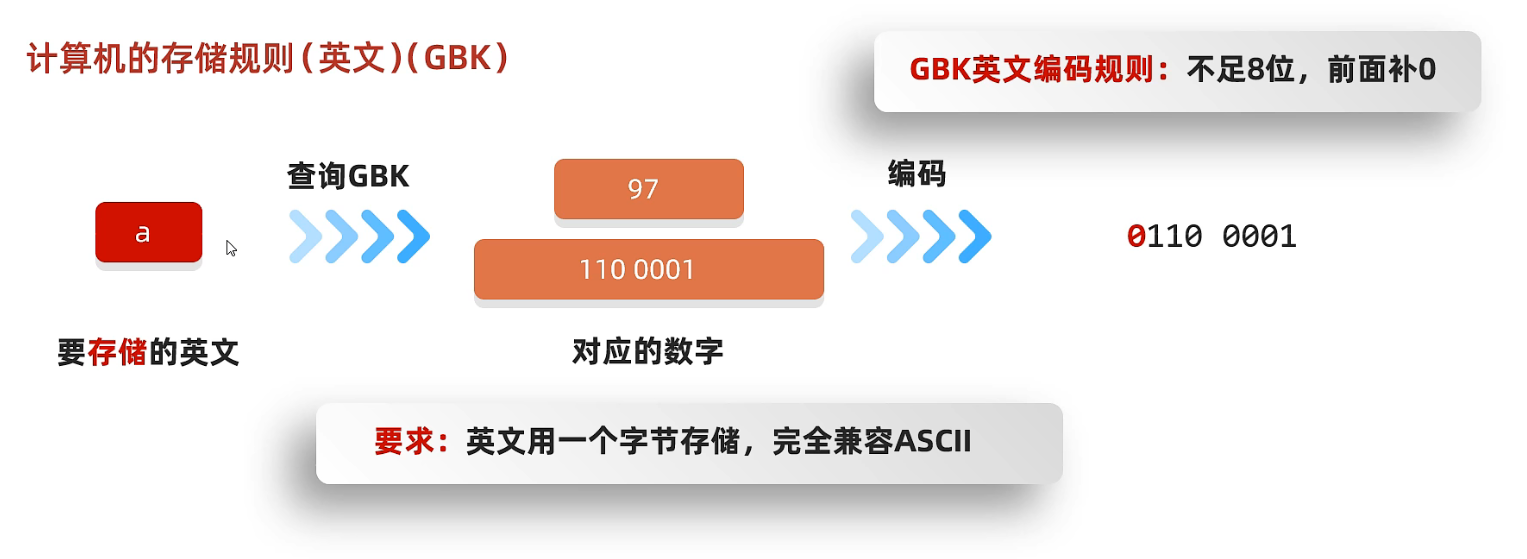 计算机的存储规则(英文)(GBK)
GBK英文编码规则：不足8位，前面补0
查询GBK
编码
a
97
110 0001
0110 0001
要存储的英文
对应的数字
要求：英文用一个字节存储，完全兼容ASCII